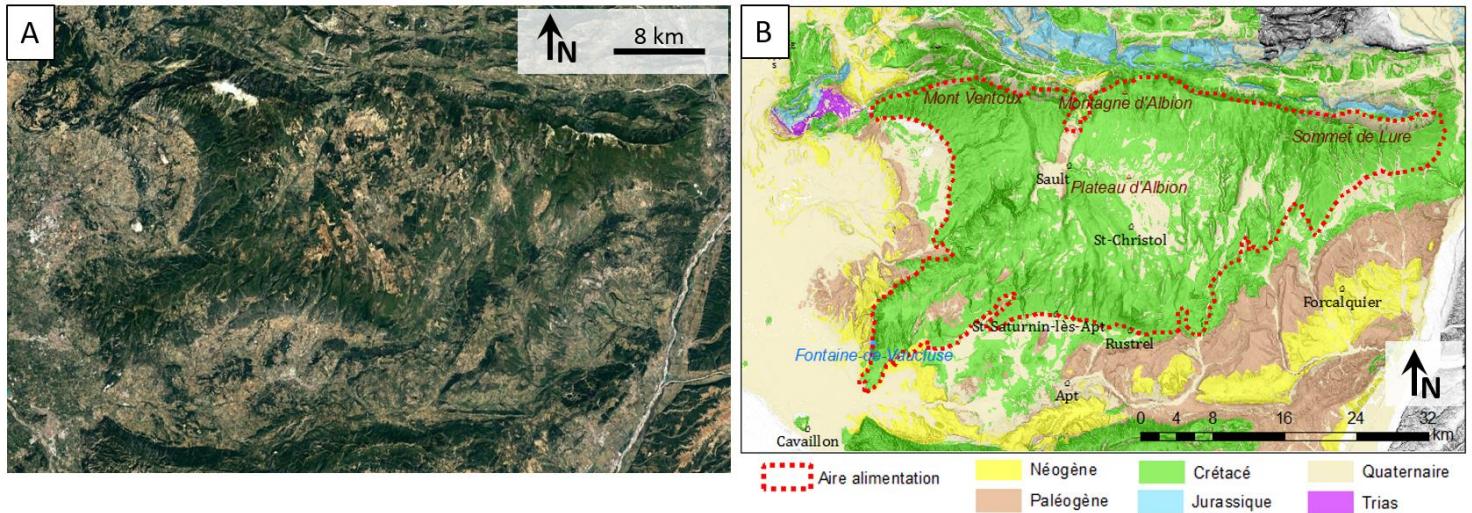 A
N
8 km
B
Mont Ventoux
Montagne d'Albion
Sommet de Lure
Sault
Plateau d'Albion
St-Christol
Forcalquier
St-Saturnin-lès-Apt
Rustrel
Fontaine-de-Vaucluse
Apt
N
Cavaillon
0 4 8 16 24 32
km
Aire alimentation
Néogène
Crétacé
Quaternaire
Paléogène
Jurassique
Trias